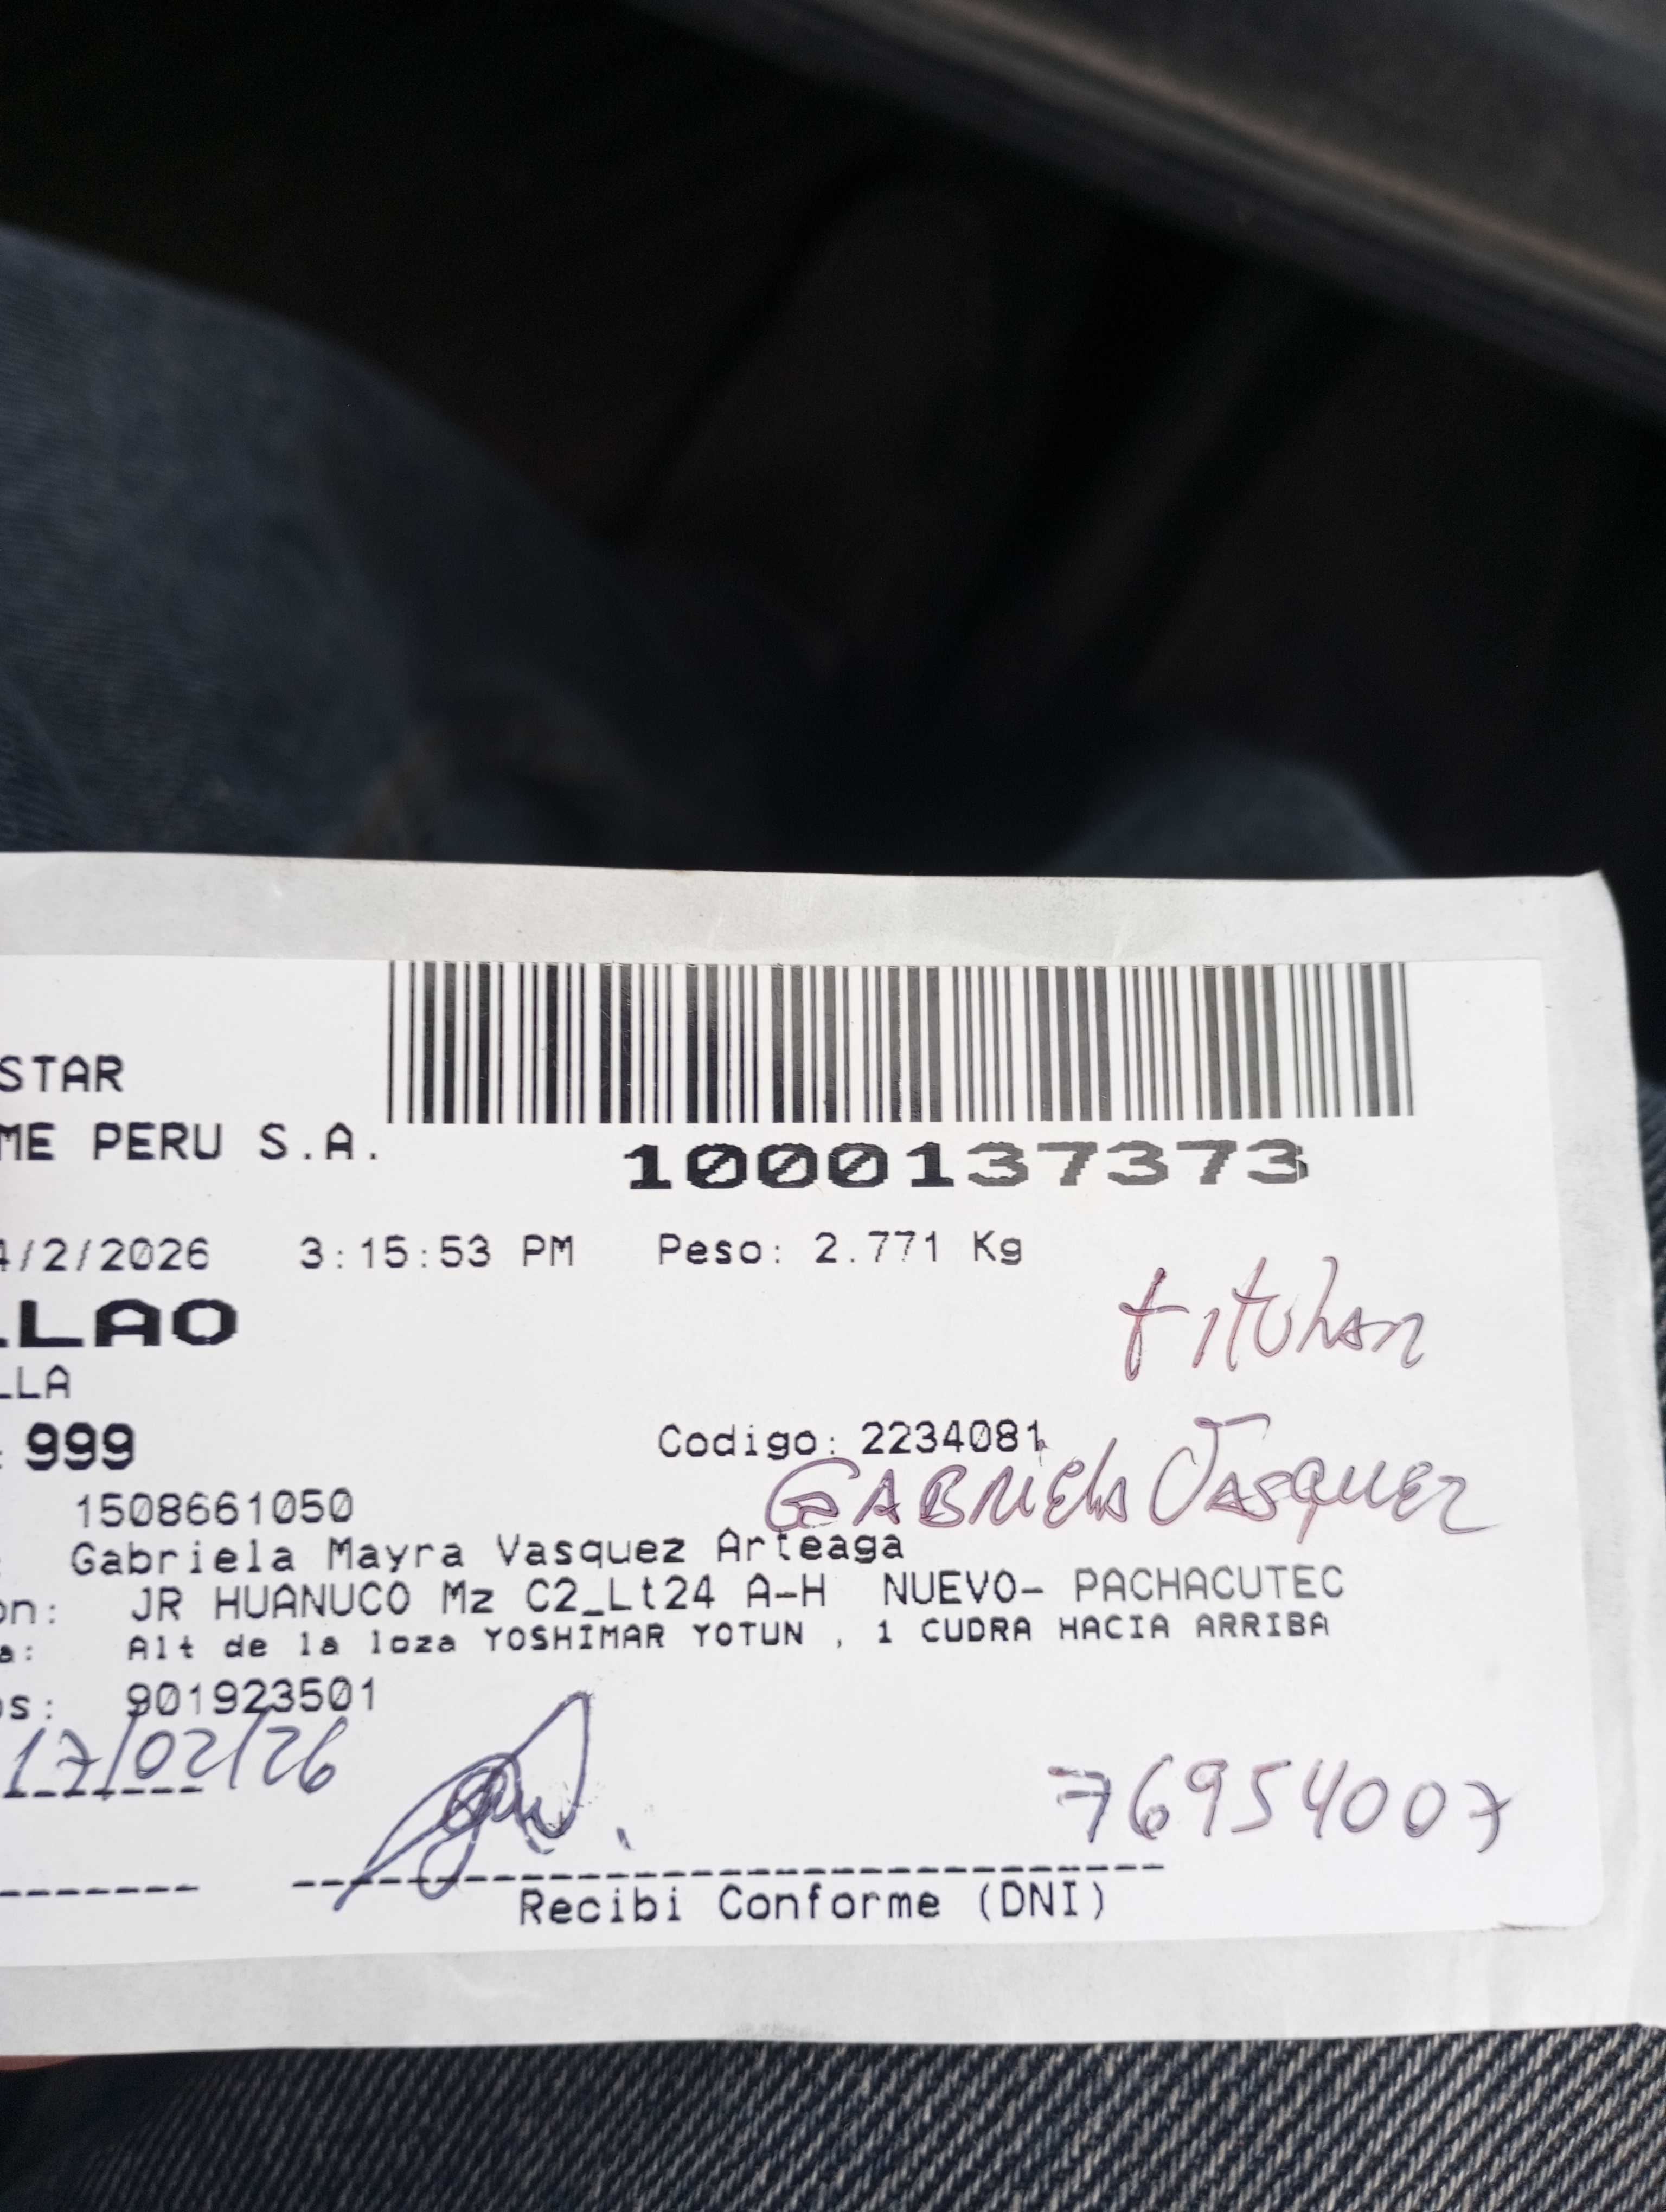 STAR
ME PERU S.A.
1000137373
4/2/2026 3:15:53 PM Peso: 2.771 Kg
LLAO
titular
LLA
: 999 Codigo: 2234081
1508661050 GABRIEla VASQUEZ
: Gabriela Mayra Vasquez Arteaga
on: JR HUANUCO Mz C2_Lt24 A-H NUEVO- PACHACUTEC
a: Alt de la loza YOSHIMAR YOTUN , 1 CUDRA HACIA ARRIBA
os: 901923501
17/02/26
76954007
Recibi Conforme (DNI)